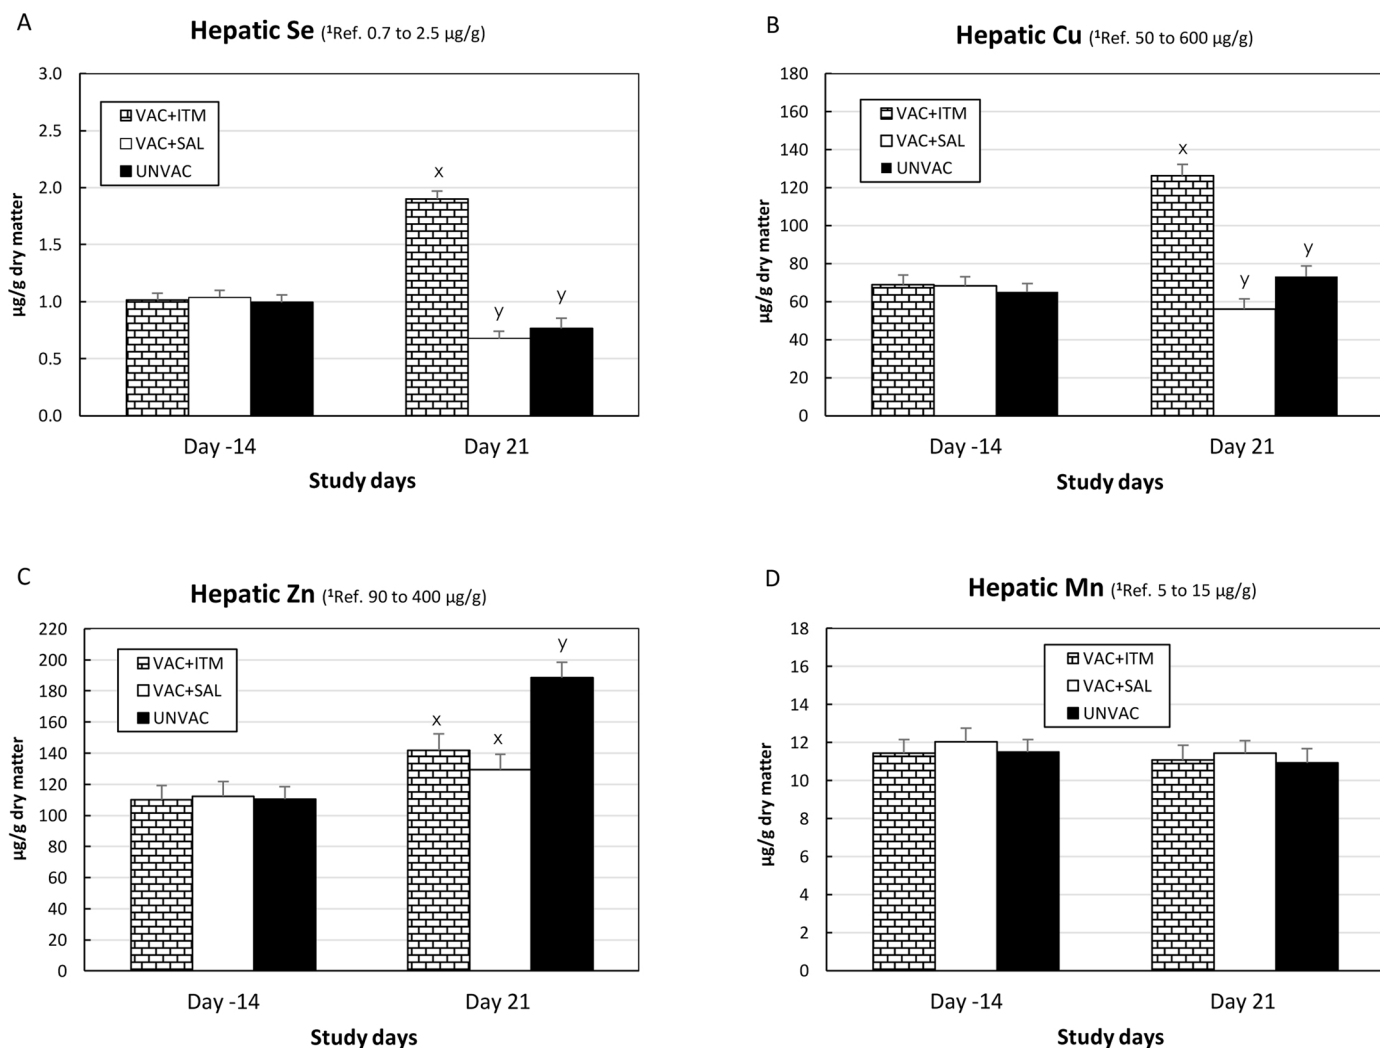 A
Hepatic Se (¹Ref. 0.7 to 2.5 µg/g)
3.0
2.5
2.0
1.5
1.0
0.5
0.0
µg/g dry matter
VAC+ITM
VAC+SAL
UNVAC
x
y
y
Day -14
Day 21
Study days
B
Hepatic Cu (¹Ref. 50 to 600 µg/g)
180
160
140
120
100
80
60
40
20
0
µg/g dry matter
VAC+ITM
VAC+SAL
UNVAC
x
y
y
Day -14
Day 21
Study days
C
Hepatic Zn (¹Ref. 90 to 400 µg/g)
220
200
180
160
140
120
100
80
60
40
20
0
µg/g dry matter
VAC+ITM
VAC+SAL
UNVAC
x
x
y
Day -14
Day 21
Study days
D
Hepatic Mn (¹Ref. 5 to 15 µg/g)
18
16
14
12
10
8
6
4
2
0
µg/g dry matter
VAC+ITM
VAC+SAL
UNVAC
Day -14
Day 21
Study days